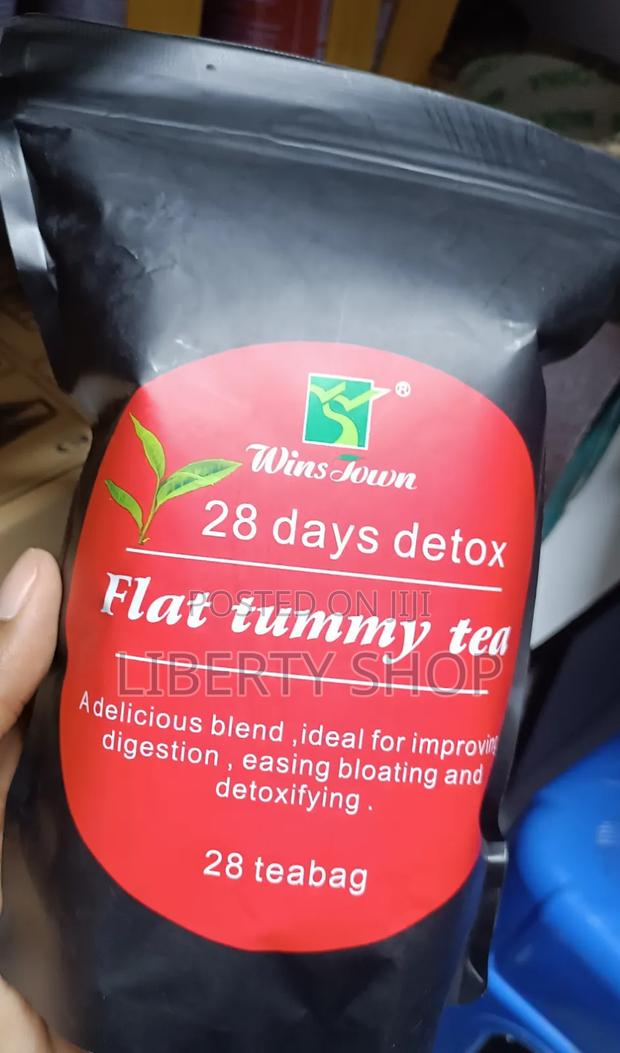 ®
Wins Town
28 days detox
Flat tummy tea
POSTED ON JIJI
LIBERTY SHOP
A delicious blend ,ideal for improving
digestion , easing bloating and
detoxifying .
28 teabag